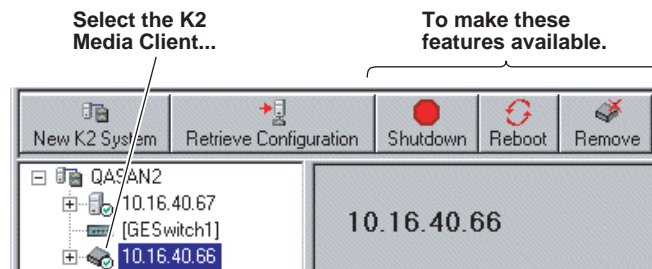 Select the K2
Media Client...
To make these
features available.
New K2 System
Retrieve Configuration
Shutdown
Reboot
Remove
QASAN2
10.16.40.67
[GESwitch1]
10.16.40.66
10.16.40.66